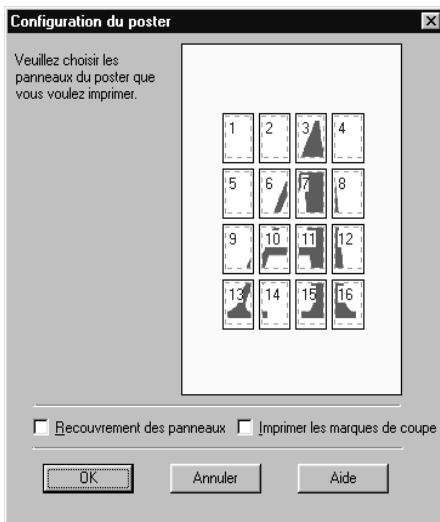 Configuration du poster
Veuillez choisir les
panneaux du poster que
vous voulez imprimer.
1 2 3 4
5 6 7 8
9 10 11 12
13 14 15 16
Recouvrement des panneaux Imprimer les marques de coupe
OK Annuler Aide